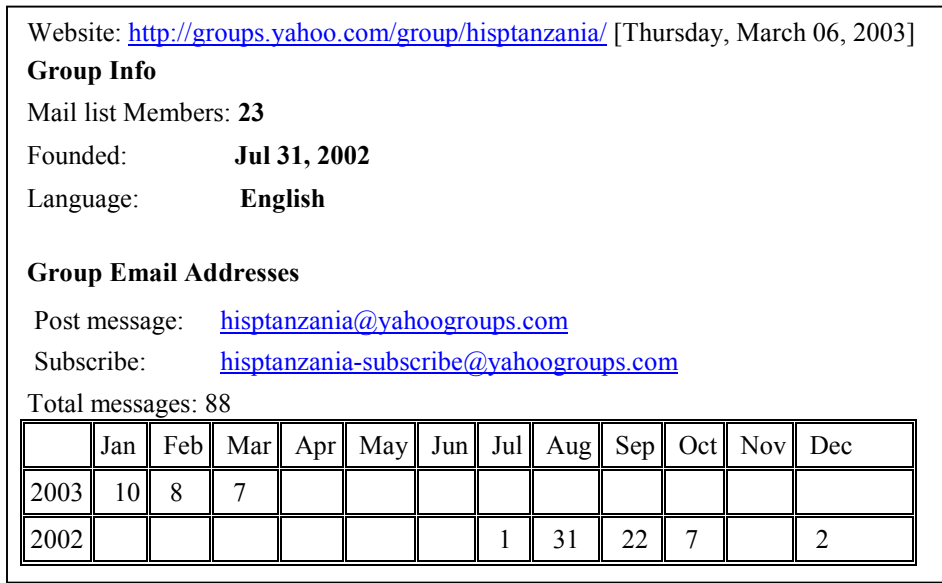 Website: http://groups.yahoo.com/group/hisptanzania/ [Thursday, March 06, 2003]
Group Info
Mail list Members: 23
Founded: Jul 31, 2002
Language: English
Group Email Addresses
Post message: hisptanzania@yahoogroups.com
Subscribe: hisptanzania-subscribe@yahoogroups.com
Total messages: 88
Jan Feb Mar Apr May Jun Jul Aug Sep Oct Nov Dec
2003 10 8 7
2002 1 31 22 7 2